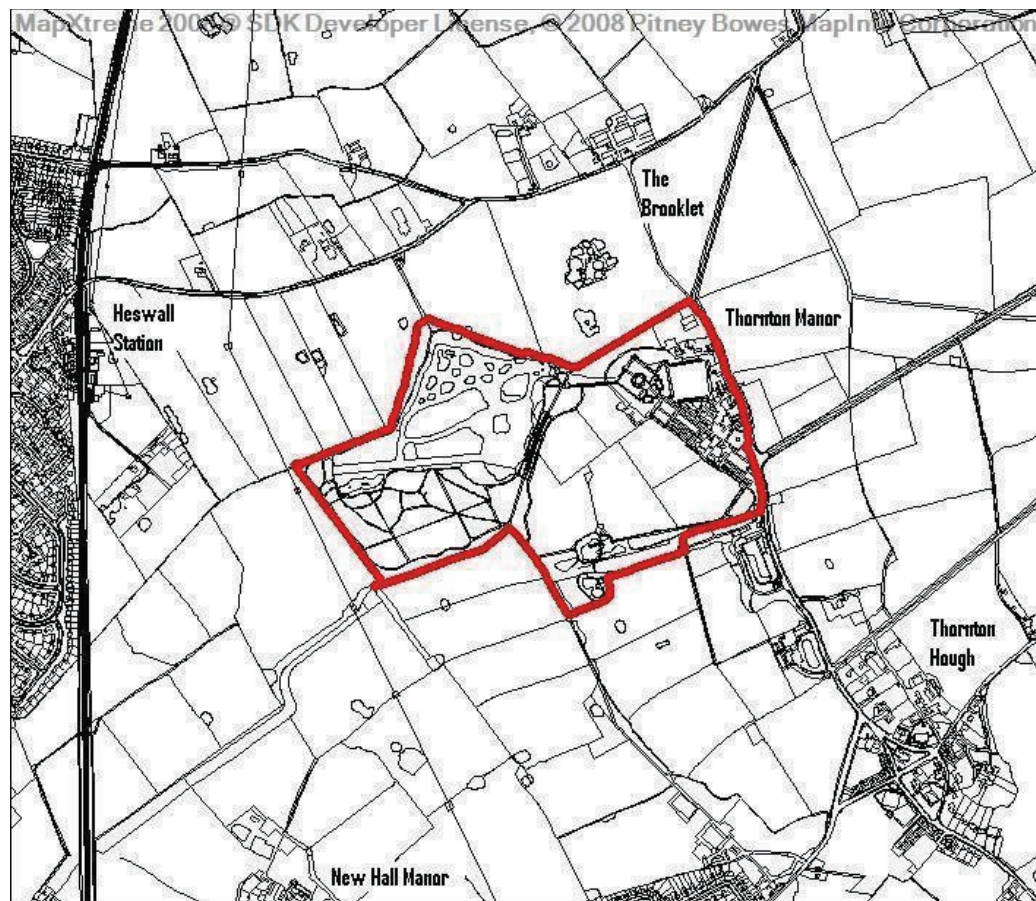 MapXtreme 2008 ® SDK Developer License. © 2008 Pitney Bowes MapInfo Corporation
The
Brooklet
Heswall
Station
Thornton Manor
Thornton
Hough
New Hall Manor